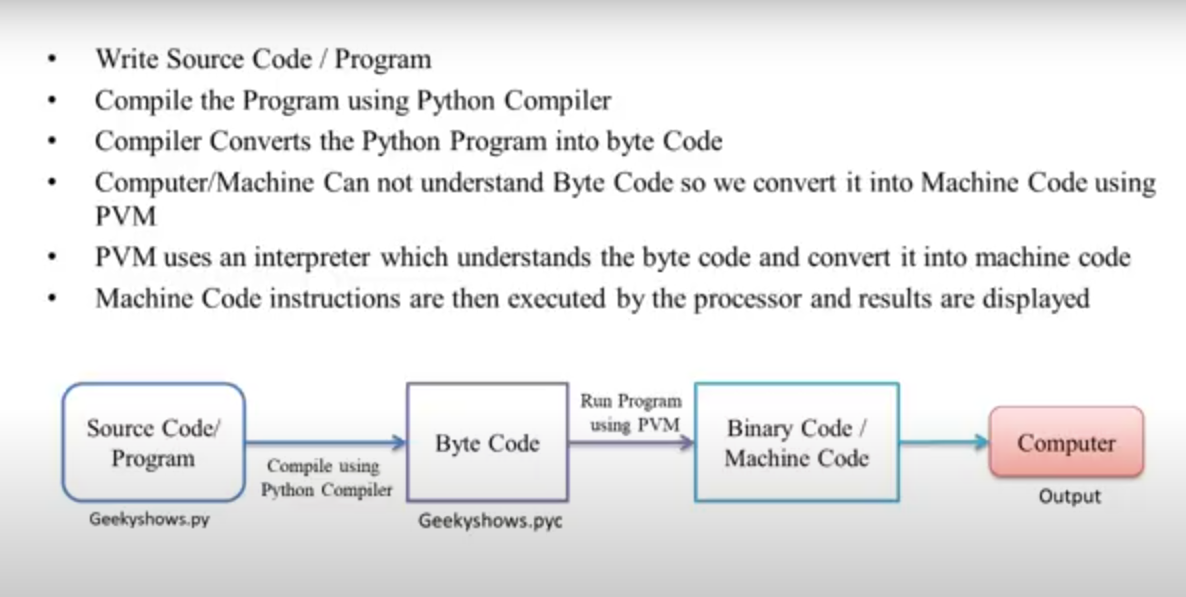 • Write Source Code / Program
• Compile the Program using Python Compiler
• Compiler Converts the Python Program into byte Code
• Computer/Machine Can not understand Byte Code so we convert it into Machine Code using
PVM
• PVM uses an interpreter which understands the byte code and convert it into machine code
• Machine Code instructions are then executed by the processor and results are displayed
Source Code/
Program
Geekyshows.py
Compile using
Python Compiler
Byte Code
Geekyshows.pyc
Run Program
using PVM
Binary Code /
Machine Code
Computer
Output